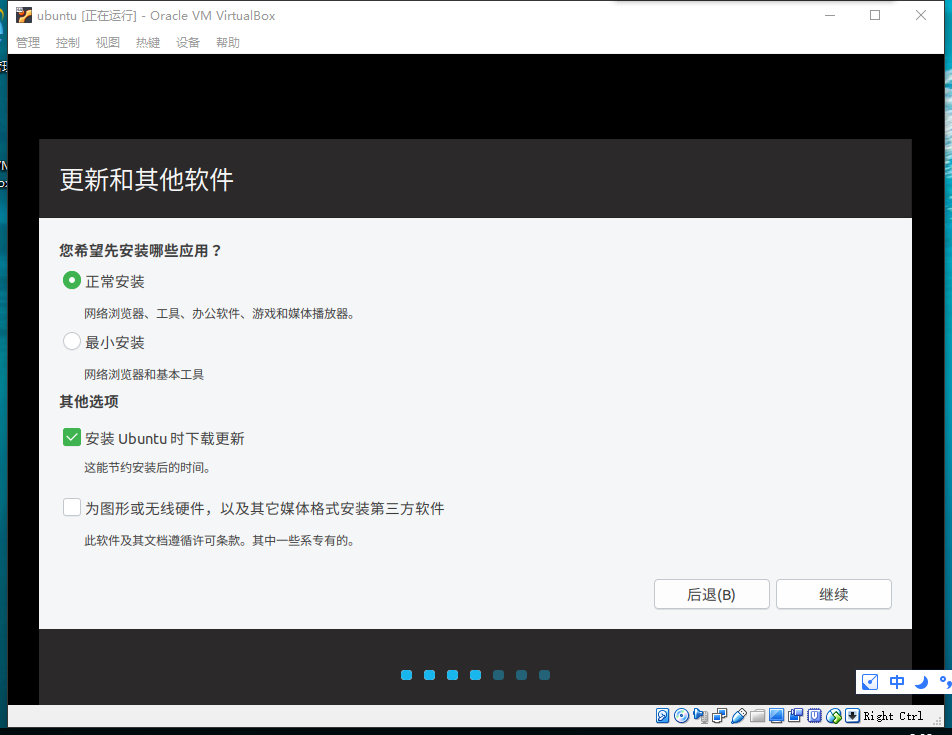 ubuntu [正在运行] - Oracle VM VirtualBox
管理 控制 视图 热键 设备 帮助
更新和其他软件
您希望先安装哪些应用？
正常安装
网络浏览器、工具、办公软件、游戏和媒体播放器。
最小安装
网络浏览器和基本工具
其他选项
安装 Ubuntu 时下载更新
这能节约安装后的时间。
为图形或无线硬件，以及其它媒体格式安装第三方软件
此软件及其文档遵循许可条款。其中一些系专有的。
后退(B) 继续
中
Right Ctrl